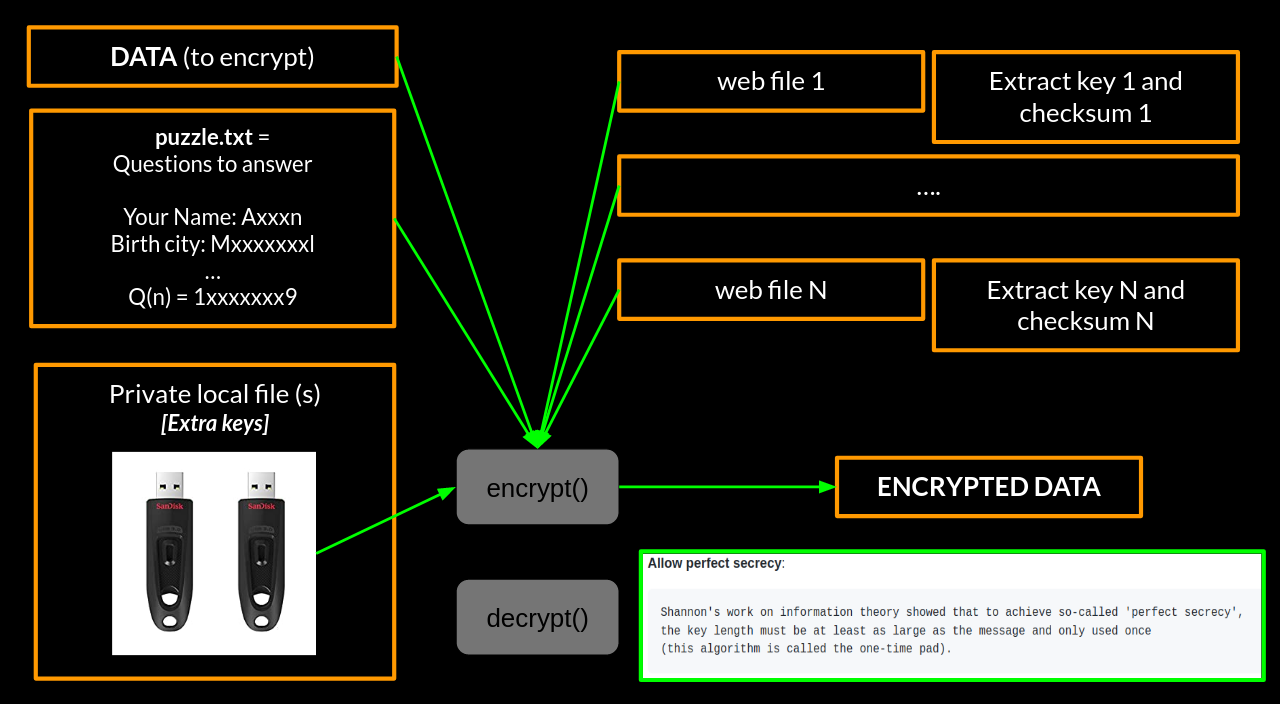 DATA (to encrypt)
puzzle.txt =
Questions to answer
Your Name: Axxxn
Birth city: Mxxxxxxxl
...
Q(n) = 1xxxxxxx9
Private local file (s)
[Extra keys]
SanDisk
SanDisk
web file 1
Extract key 1 and
checksum 1
....
web file N
Extract key N and
checksum N
encrypt()
ENCRYPTED DATA
decrypt()
Allow perfect secrecy:
Shannon's work on information theory showed that to achieve so-called 'perfect secrecy',
the key length must be at least as large as the message and only used once
(this algorithm is called the one-time pad).